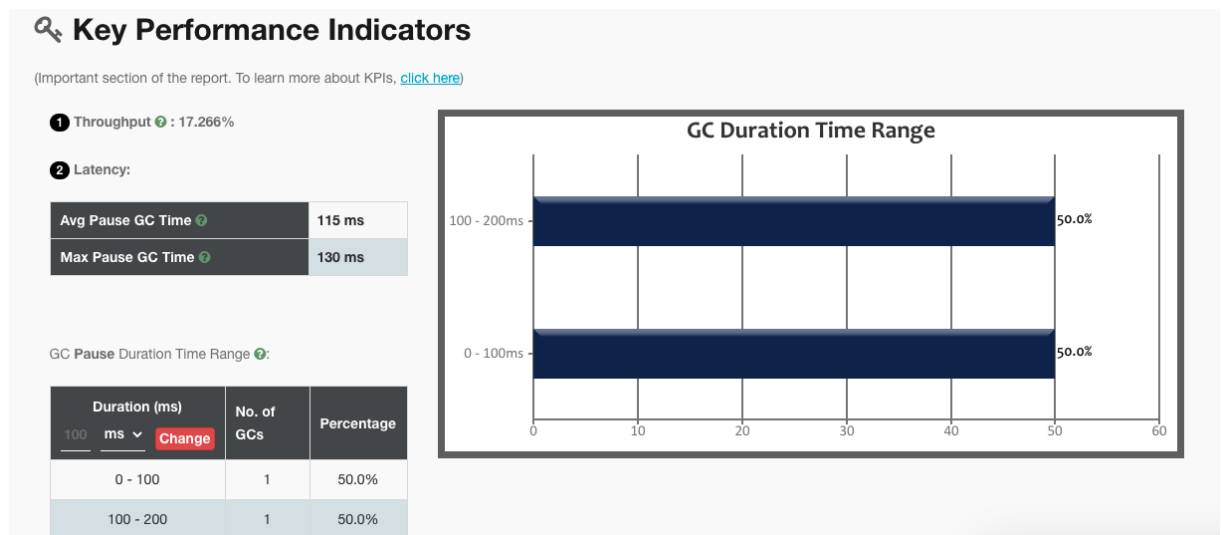 Key Performance Indicators
(Important section of the report. To learn more about KPIs, click here)
1 Throughput ? : 17.266%
2 Latency:
Avg Pause GC Time ? 115 ms
Max Pause GC Time ? 130 ms
GC Pause Duration Time Range ?:
Duration (ms)
100 ms Change
No. of
GCs
Percentage
0 - 100 1 50.0%
100 - 200 1 50.0%
GC Duration Time Range
100 - 200ms 50.0%
0 - 100ms 50.0%
0 10 20 30 40 50 60